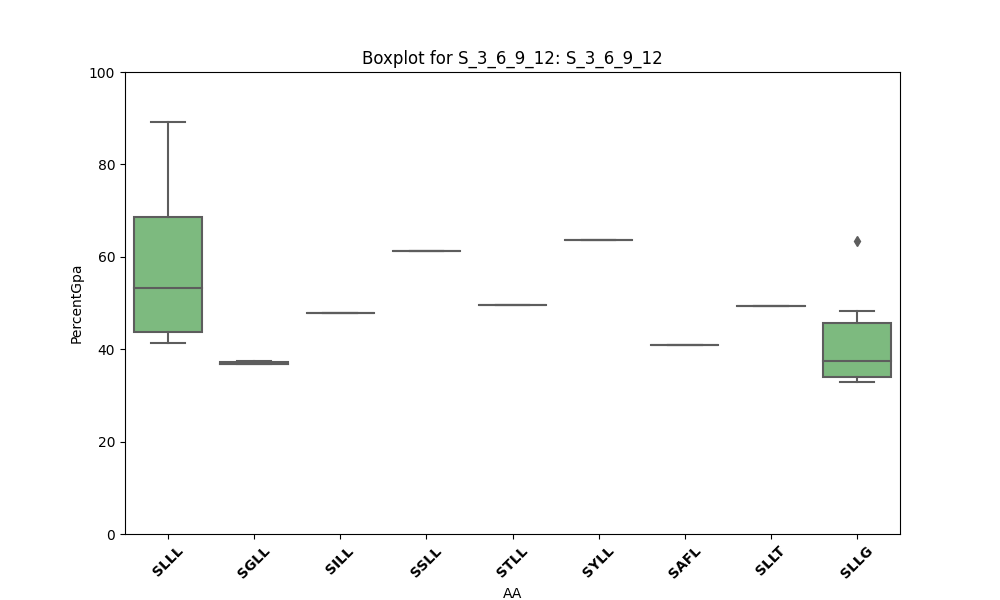 Boxplot for S_3_6_9_12: S_3_6_9_12
100
80
60
40
20
0
PercentGpa
SLLL
SGLL
SILL
SSLL
STLL
SYLL
SAFL
SLLT
SLLG
AA